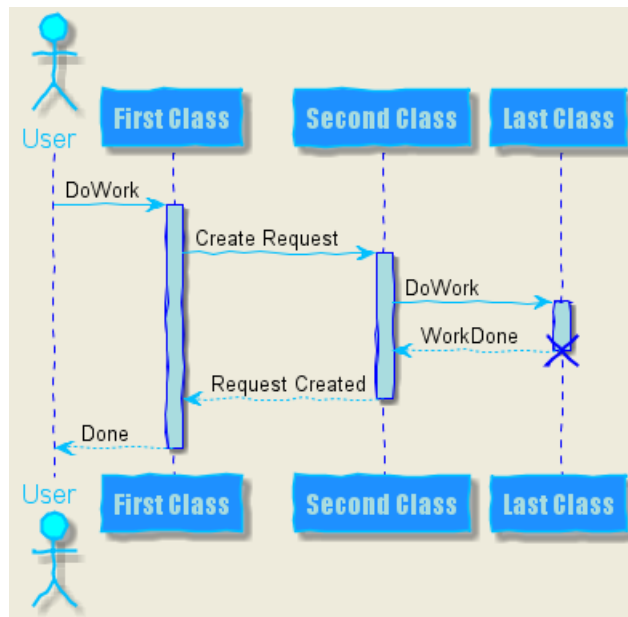 User
First Class
Second Class
Last Class
DoWork
Create Request
DoWork
WorkDone
Request Created
Done
User
First Class
Second Class
Last Class